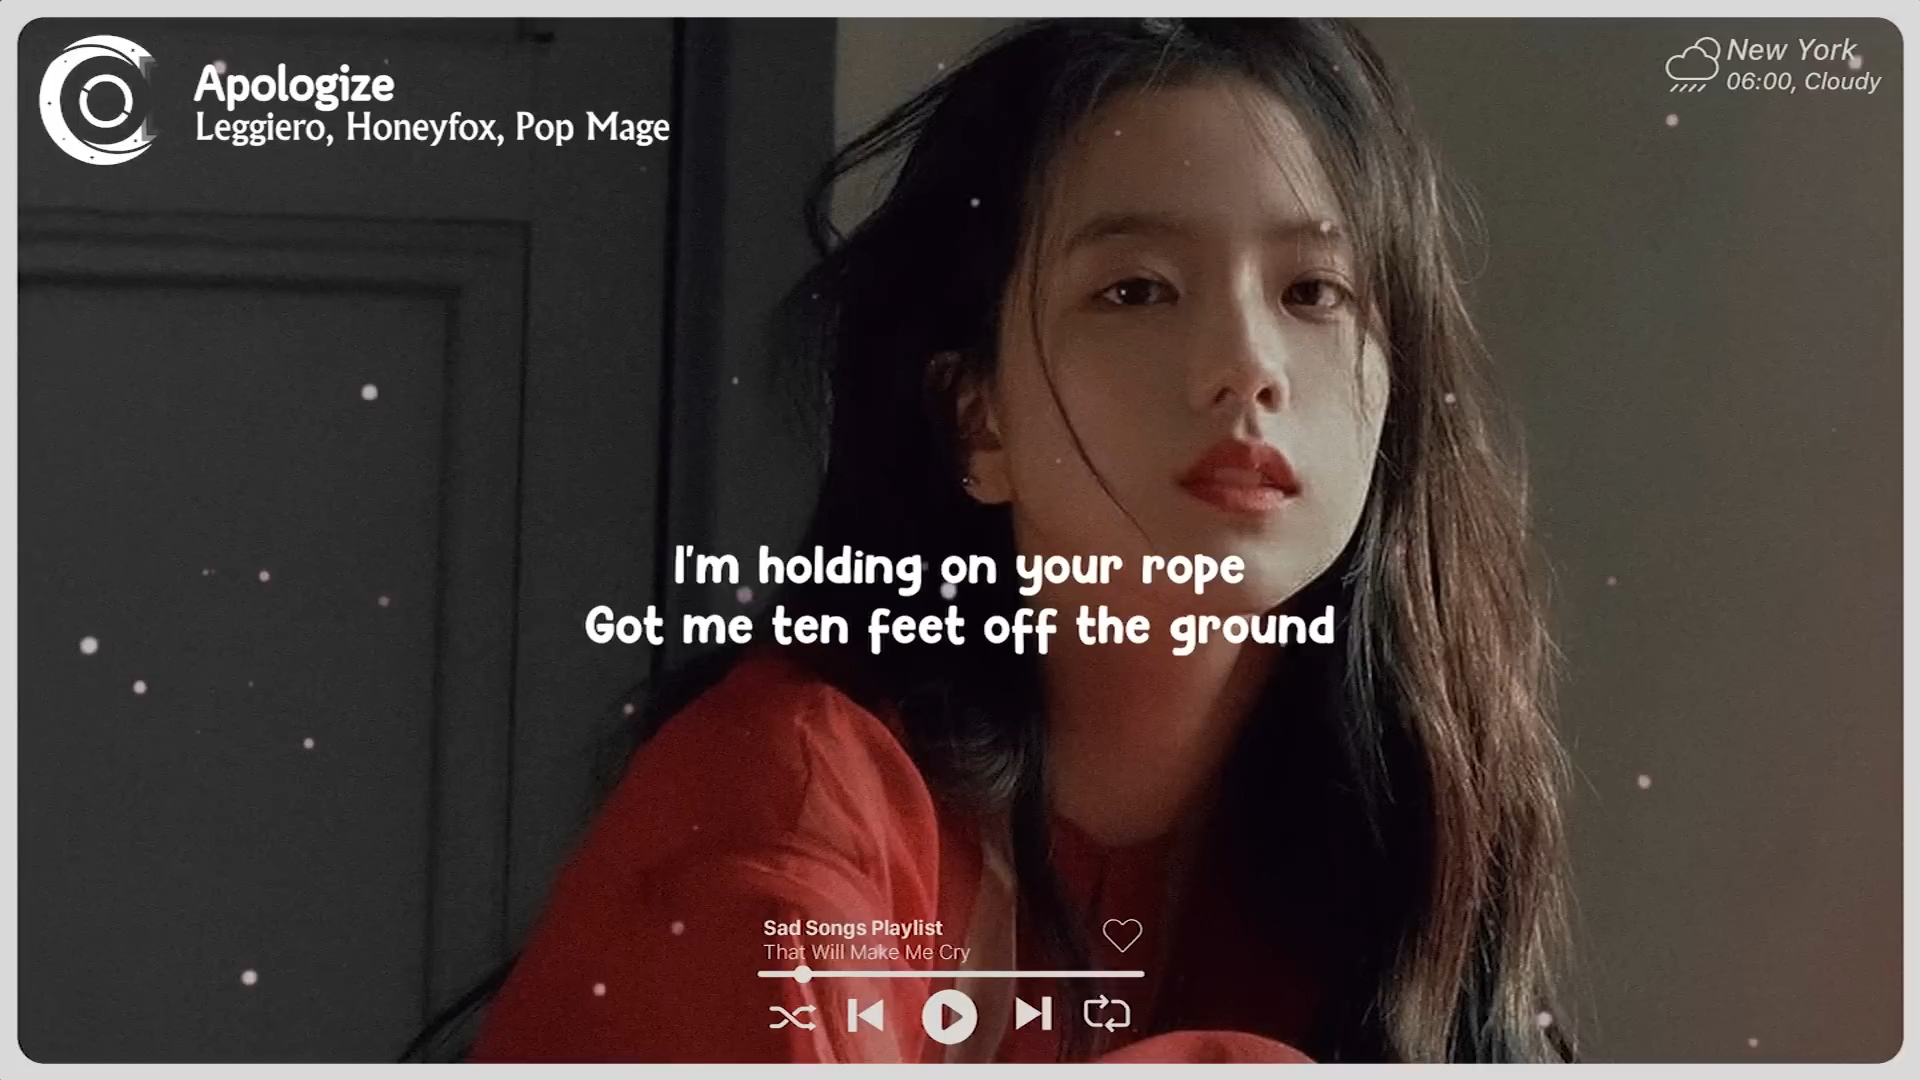 Apologize
Leggiero, Honeyfox, Pop Mage
New York
06:00, Cloudy
I'm holding on your rope
Got me ten feet off the ground
Sad Songs Playlist
That Will Make Me Cry